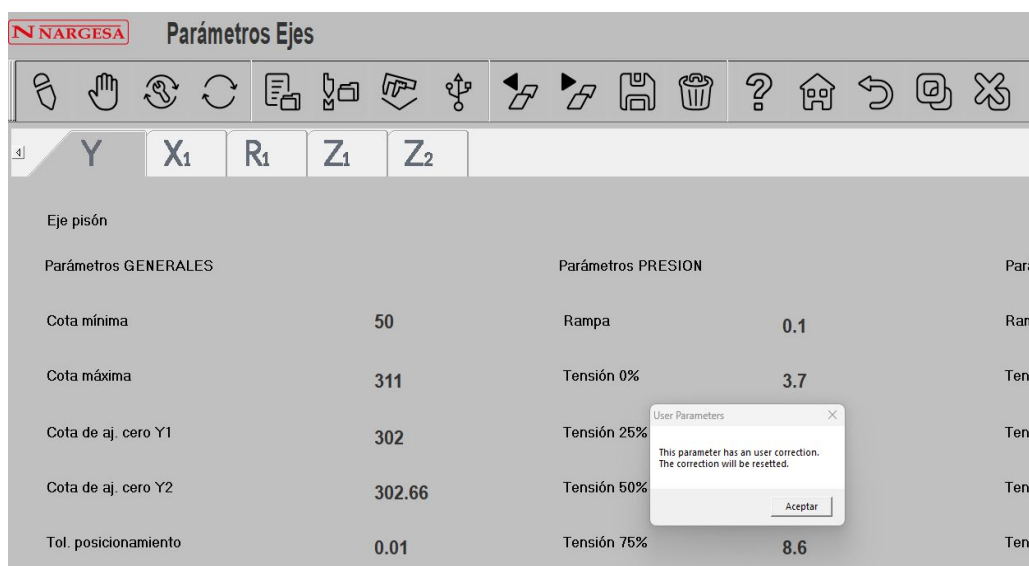 N NARGESA
Parámetros Ejes
Y X1 R1 Z1 Z2
Eje pisón
Parámetros GENERALES Parámetros PRESION
Cota mínima 50 Rampa 0.1
Cota máxima 311 Tensión 0% 3.7
Cota de aj. cero Y1 302 Tensión 25%
Cota de aj. cero Y2 302.66 Tensión 50%
Tol. posicionamiento 0.01 Tensión 75% 8.6
User Parameters
This parameter has an user correction.
The correction will be resetted.
Aceptar